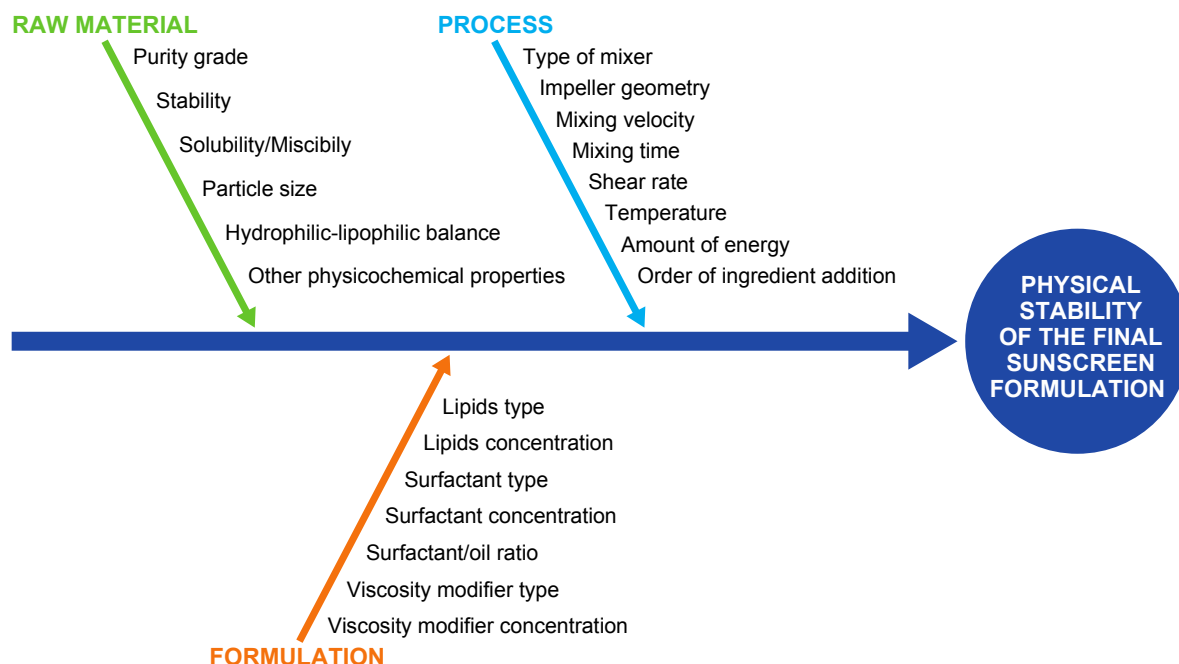 RAW MATERIAL
Purity grade
Stability
Solubility/Miscibily
Particle size
Hydrophilic-lipophilic balance
Other physicochemical properties
PROCESS
Type of mixer
Impeller geometry
Mixing velocity
Mixing time
Shear rate
Temperature
Amount of energy
Order of ingredient addition
PHYSICAL
STABILITY
OF THE FINAL
SUNSCREEN
FORMULATION
Lipids type
Lipids concentration
Surfactant type
Surfactant concentration
Surfactant/oil ratio
Viscosity modifier type
Viscosity modifier concentration
FORMULATION